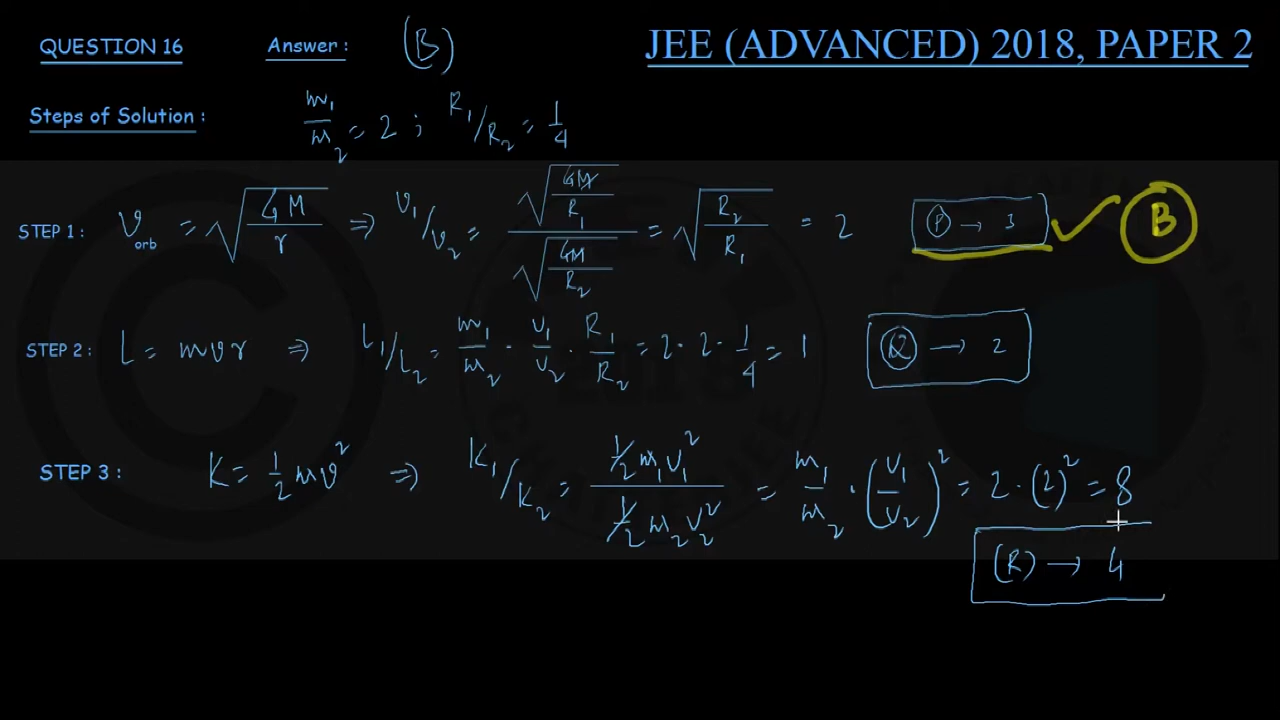 QUESTION 16 Answer : (B) JEE (ADVANCED) 2018, PAPER 2
Steps of Solution : m₁/m₂ = 2 ; R₁/R₂ = 1/4
STEP 1 : v_orb = √(GM/r) ⇒ v₁/v₂ = √(GM/R₁)/√(GM/R₂) = √(R₂/R₁) = 2 (P) → 3 ✓ B
STEP 2 : L = mvr ⇒ L₁/L₂ = m₁/m₂ · v₁/v₂ · R₁/R₂ = 2 · 2 · 1/4 = 1 (Q) → 2
STEP 3 : K = 1/2 mv² ⇒ K₁/K₂ = (1/2 m₁v₁²)/(1/2 m₂v₂²) = m₁/m₂ · (v₁/v₂)² = 2 · (2)² = 8
(R) → 4